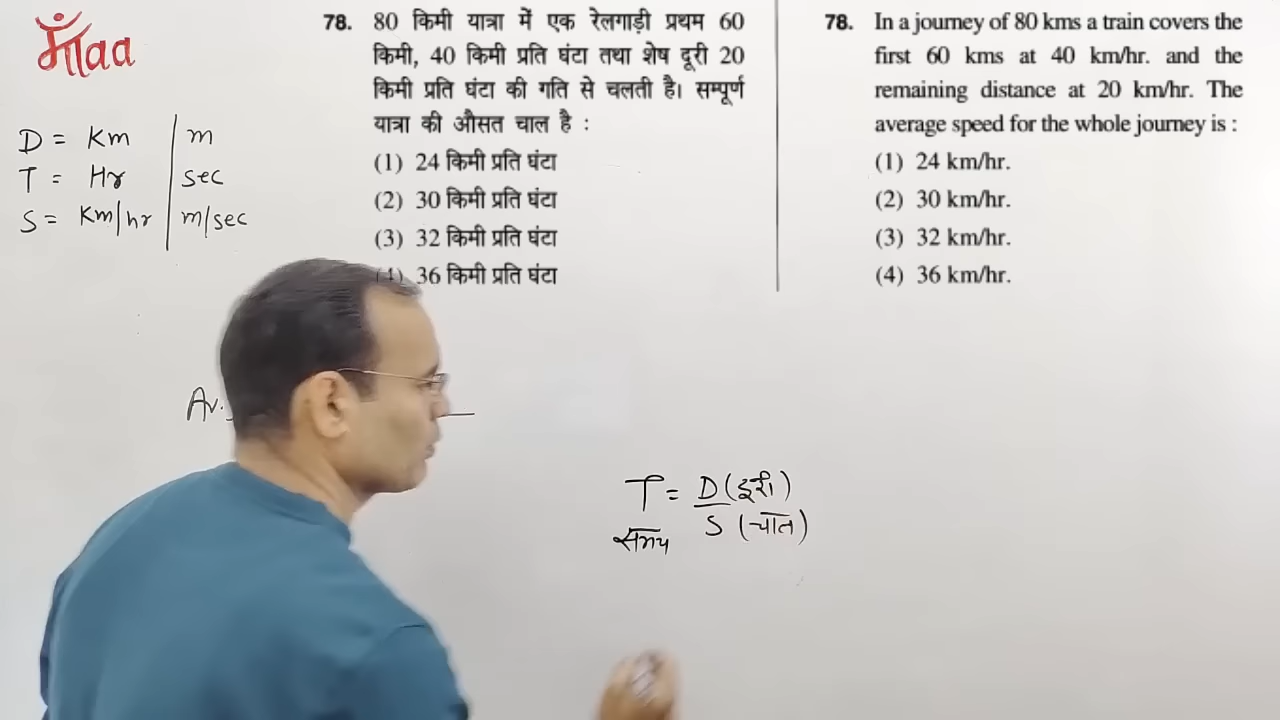 माँaa
D = Km | m
T = Hr | sec
S = Km/hr | m/sec
78. 80 किमी यात्रा में एक रेलगाड़ी प्रथम 60
किमी, 40 किमी प्रति घंटा तथा शेष दूरी 20
किमी प्रति घंटा की गति से चलती है। सम्पूर्ण
यात्रा की औसत चाल है :
(1) 24 किमी प्रति घंटा
(2) 30 किमी प्रति घंटा
(3) 32 किमी प्रति घंटा
(4) 36 किमी प्रति घंटा
78. In a journey of 80 kms a train covers the
first 60 kms at 40 km/hr. and the
remaining distance at 20 km/hr. The
average speed for the whole journey is :
(1) 24 km/hr.
(2) 30 km/hr.
(3) 32 km/hr.
(4) 36 km/hr.
Av.
T = D (दूरी)
समय S (चाल)